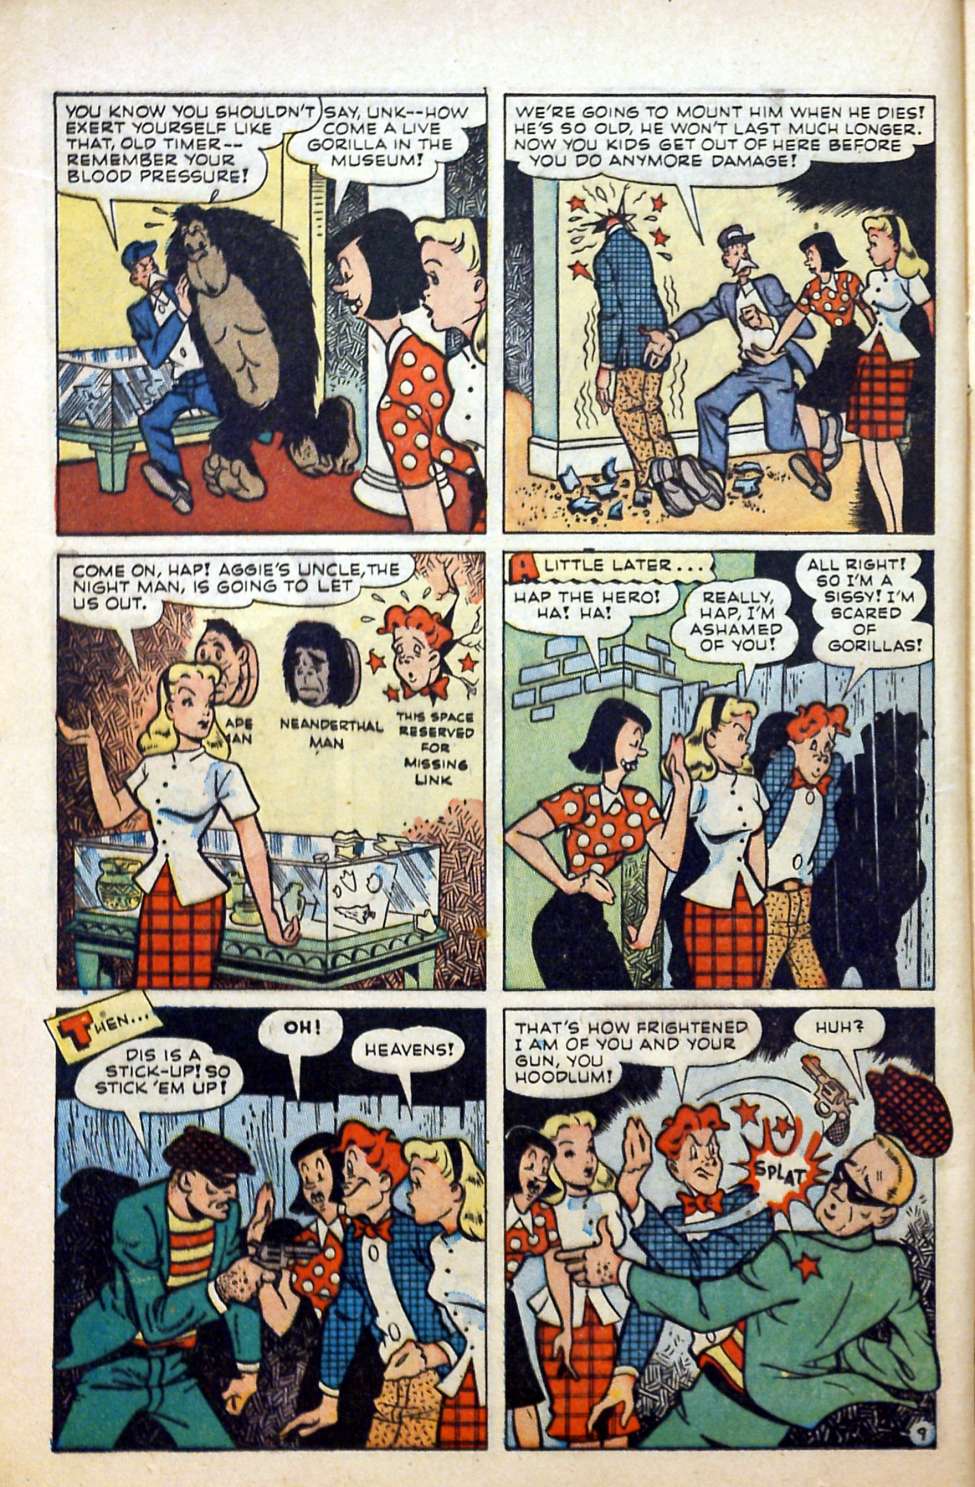 YOU KNOW YOU SHOULDN'T
EXERT YOURSELF LIKE
THAT, OLD TIMER--
REMEMBER YOUR
BLOOD PRESSURE!
SAY, UNK--HOW
COME A LIVE
GORILLA IN THE
MUSEUM?
WE'RE GOING TO MOUNT HIM WHEN HE DIES!
HE'S SO OLD, HE WON'T LAST MUCH LONGER.
NOW YOU KIDS GET OUT OF HERE BEFORE
YOU DO ANYMORE DAMAGE!
COME ON, HAP! AGGIE'S UNCLE, THE
NIGHT MAN, IS GOING TO LET
US OUT.
APE
MAN
NEANDERTHAL
MAN
THIS SPACE
RESERVED
FOR
MISSING
LINK
A LITTLE LATER...
HAP THE HERO!
HA! HA!
REALLY,
HAP, I'M
ASHAMED
OF YOU!
ALL RIGHT!
SO I'M A
SISSY! I'M
SCARED
OF
GORILLAS!
THEN...
DIS IS A
STICK-UP! SO
STICK 'EM UP!
OH!
HEAVENS!
THAT'S HOW FRIGHTENED
I AM OF YOU AND YOUR
GUN, YOU
HOODLUM!
HUH?
SPLAT
9